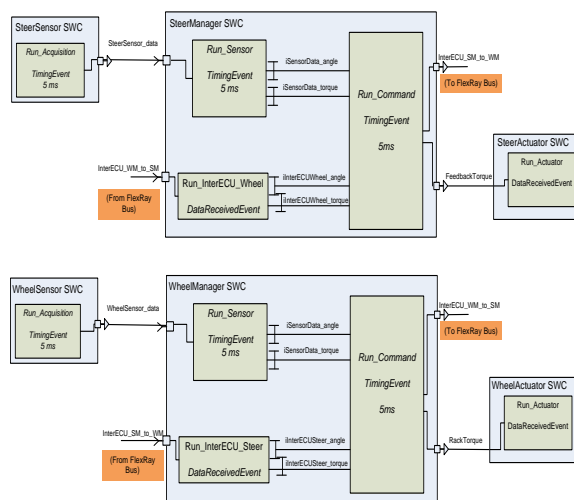 SteerSensor SWC
Run_Acquisition
TimingEvent
5 ms
SteerSensor_data
SteerManager SWC
Run_Sensor
TimingEvent
5 ms
iSensorData_angle
iSensorData_torque
Run_Command
TimingEvent
5ms
InterECU_SM_to_WM
(To FlexRay
Bus)
InterECU_WM_to_SM
(From FlexRay
Bus)
Run_InterECU_Wheel
DataReceivedEvent
iInterECUWheel_angle
iInterECUWheel_torque
FeedbackTorque
SteerActuator SWC
Run_Actuator
DataReceivedEvent
WheelSensor SWC
Run_Acquisition
TimingEvent
5 ms
WheelSensor_data
WheelManager SWC
Run_Sensor
TimingEvent
5 ms
iSensorData_angle
iSensorData_torque
Run_Command
TimingEvent
5ms
InterECU_WM_to_SM
(To FlexRay
Bus)
InterECU_SM_to_WM
(From FlexRay
Bus)
Run_InterECU_Steer
DataReceivedEvent
iInterECUSteer_angle
iInterECUSteer_torque
RackTorque
WheelActuator SWC
Run_Actuator
DataReceivedEvent